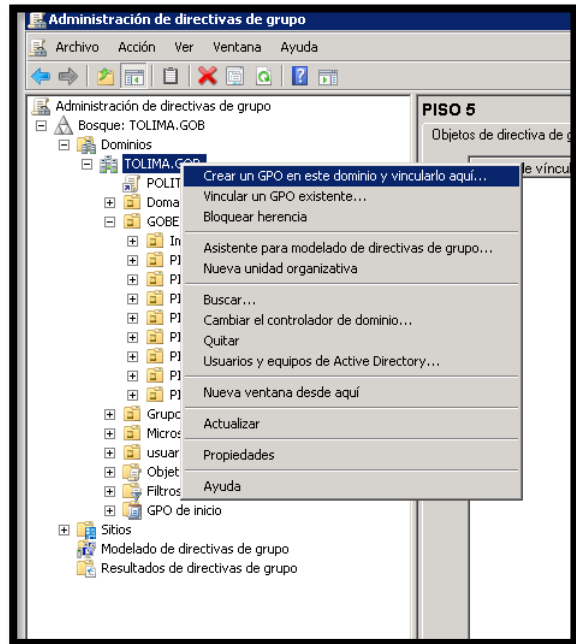 Administración de directivas de grupo
Archivo Acción Ver Ventana Ayuda
Administración de directivas de grupo
Bosque: TOLIMA.GOB
Dominios
TOLIMA.GOB
POLIT
Doma
GOBE
In
PI
PI
PI
PI
PI
PI
PI
Grupo
Micros
usuar
Objet
Filtros
GPO de inicio
Sitios
Modelado de directivas de grupo
Resultados de directivas de grupo
Crear un GPO en este dominio y vincularlo aquí...
Vincular un GPO existente...
Bloquear herencia
Asistente para modelado de directivas de grupo...
Nueva unidad organizativa
Buscar...
Cambiar el controlador de dominio...
Quitar
Usuarios y equipos de Active Directory...
Nueva ventana desde aquí
Actualizar
Propiedades
Ayuda
PISO 5
Objetos de directiva de g
de víncul